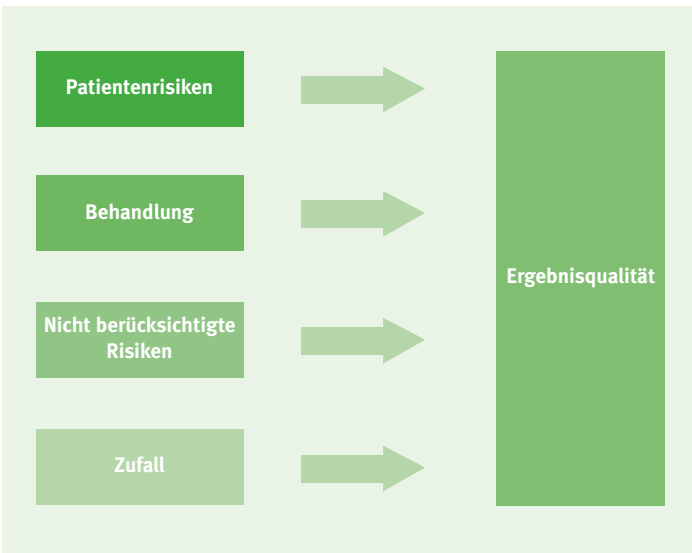 Patientenrisiken
Behandlung
Nicht berücksichtigte
Risiken
Zufall
Ergebnisqualität